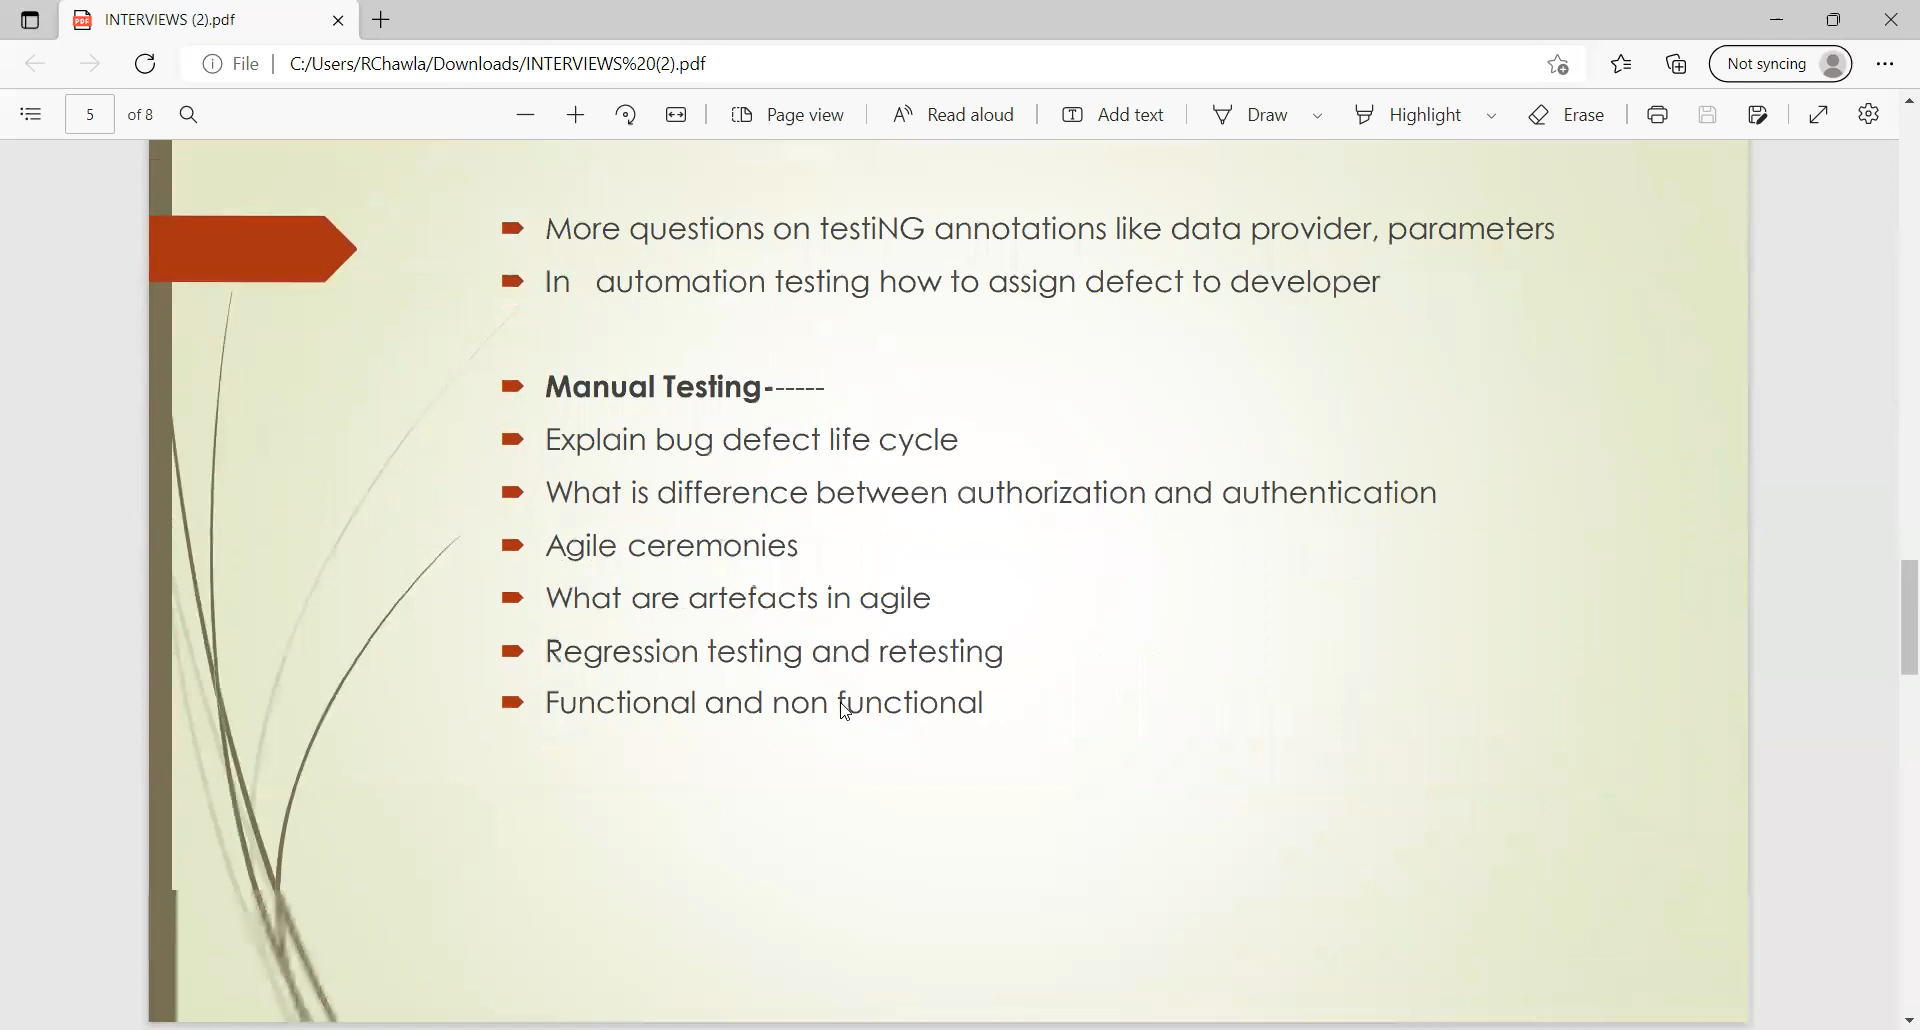 INTERVIEWS (2).pdf
File C:/Users/RChawla/Downloads/INTERVIEWS%20(2).pdf Not syncing
5 of 8 Page view Read aloud Add text Draw Highlight Erase
More questions on testiNG annotations like data provider, parameters
In automation testing how to assign defect to developer
Manual Testing------
Explain bug defect life cycle
What is difference between authorization and authentication
Agile ceremonies
What are artefacts in agile
Regression testing and retesting
Functional and non functional